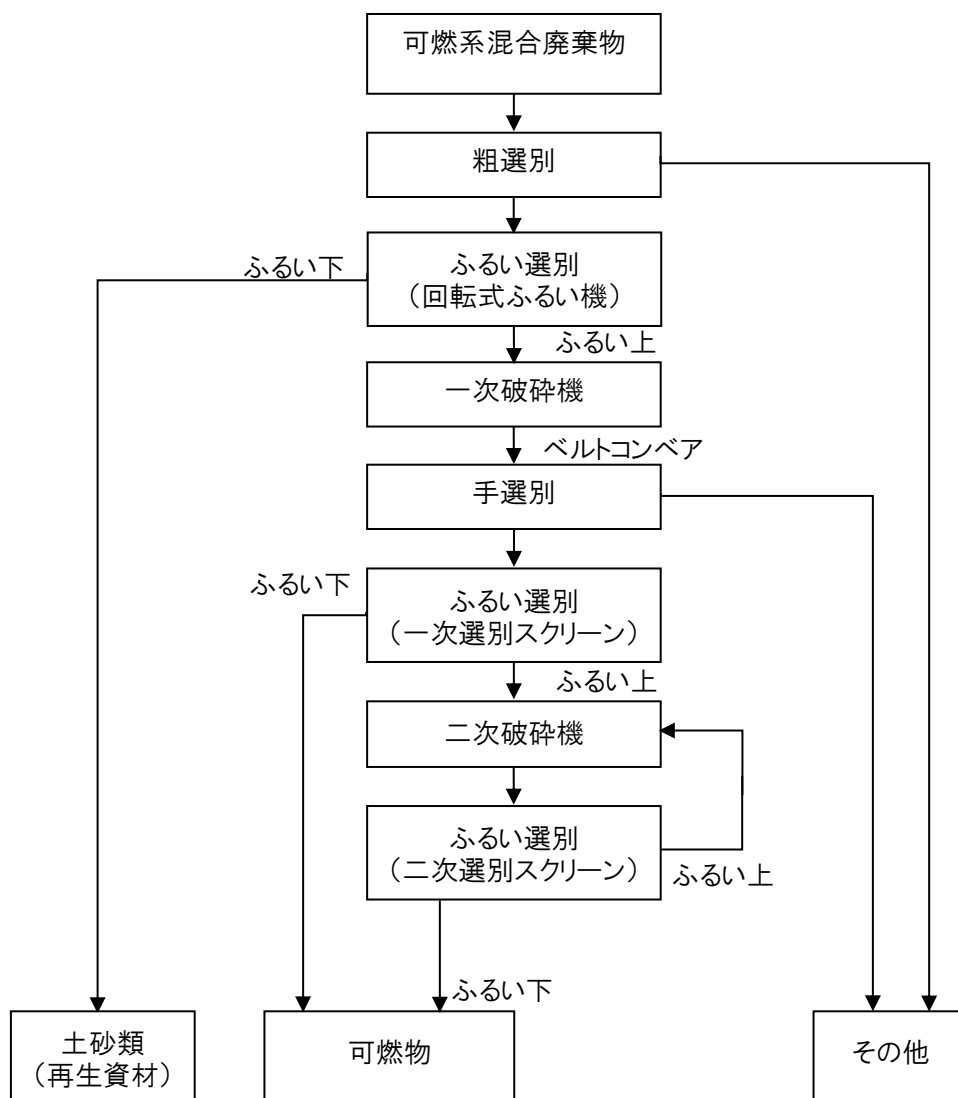 可燃系混合廃棄物
粗選別
ふるい下
ふるい選別
（回転式ふるい機）
ふるい上
一次破砕機
ベルトコンベア
手選別
ふるい下
ふるい選別
（一次選別スクリーン）
ふるい上
二次破砕機
ふるい選別
（二次選別スクリーン）
ふるい上
ふるい下
土砂類
（再生資材）
可燃物
その他